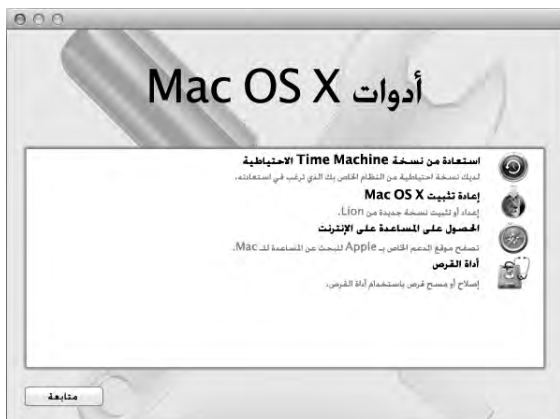 أدوات Mac OS X
استعادة من نسخة Time Machine الاحتياطية
لديك نسخة احتياطية من النظام الخاص بك الذي ترغب في استعادته.
إعادة تثبيت Mac OS X
إعداد أو تثبيت نسخة جديدة من Lion.
الحصول على المساعدة على الإنترنت
تصفح موقع الدعم الخاص بـ Apple للبحث عن المساعدة للـ Mac.
أداة القرص
إصلاح أو مسح قرص باستخدام أداة القرص.
متابعة